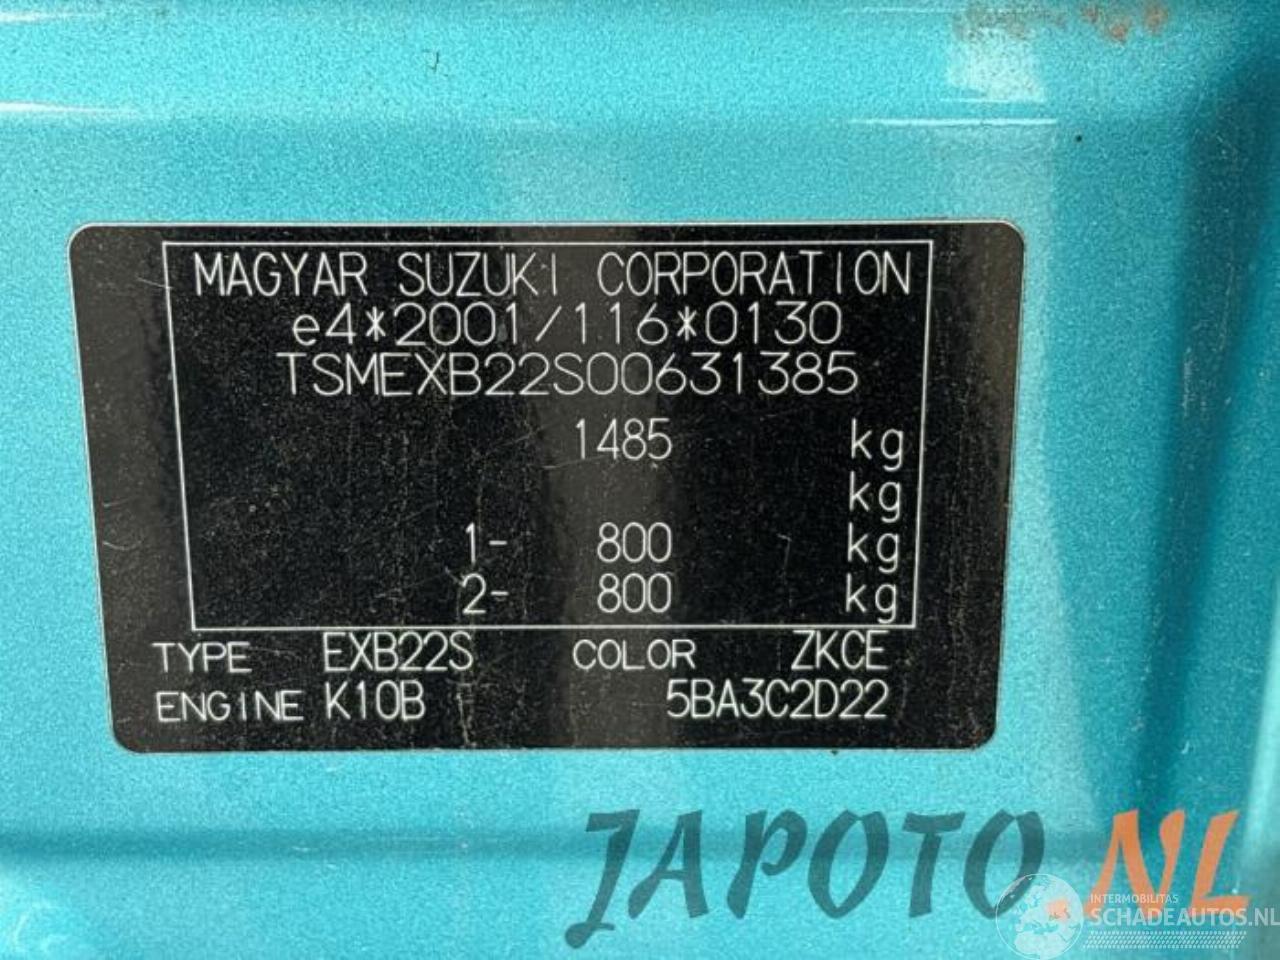 MAGYAR SUZUKI CORPORATION
e4*2001/116*0130
TSMEXB22S00631385
1485 kg
kg
1- 800 kg
2- 800 kg
TYPE EXB22S COLOR ZKCE
ENGINE K10B 5BA3C2D22
JAPOTO.NL
INTERMOBILITAS
SCHADEAUTOS.NL